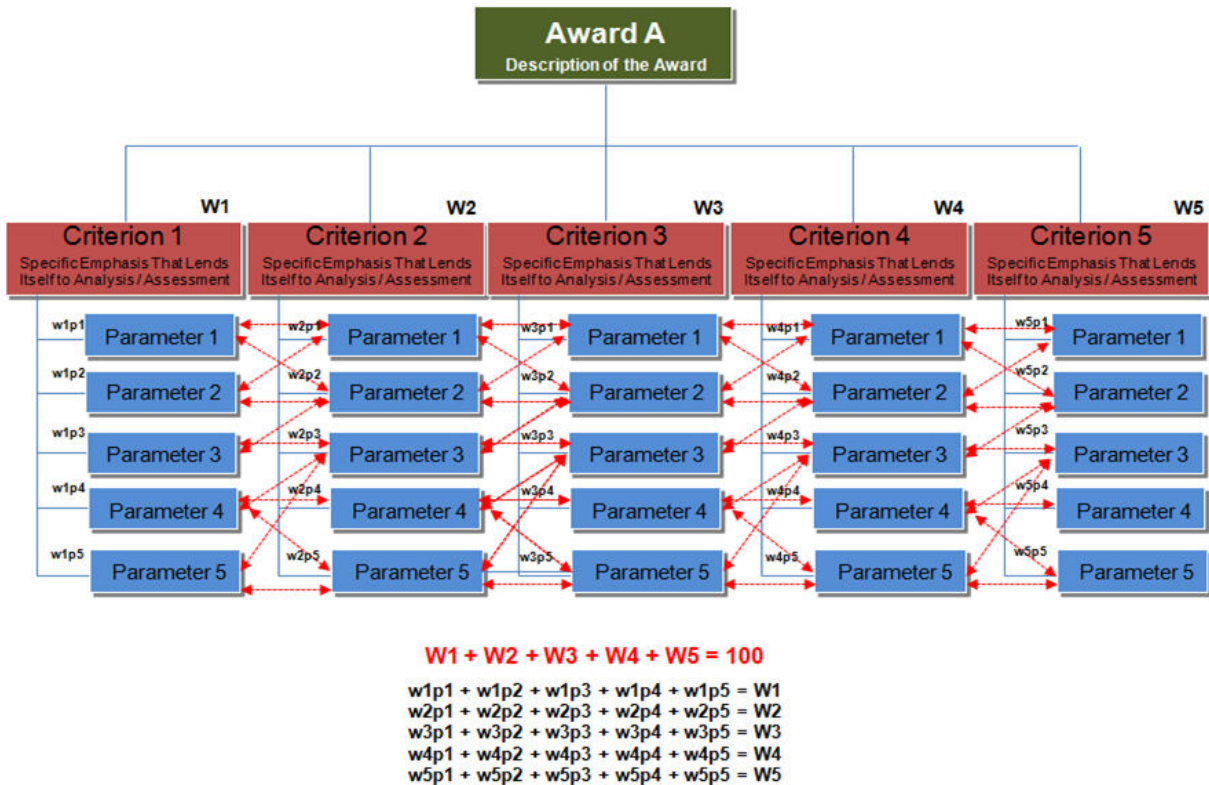 Award A
Description of the Award
W1
W2
W3
W4
W5
Criterion 1
Specific Emphasis That Lends
Itself to Analysis / Assessment
Criterion 2
Specific Emphasis That Lends
Itself to Analysis / Assessment
Criterion 3
Specific Emphasis That Lends
Itself to Analysis / Assessment
Criterion 4
Specific Emphasis That Lends
Itself to Analysis / Assessment
Criterion 5
Specific Emphasis That Lends
Itself to Analysis / Assessment
w1p1
Parameter 1
w2p1
Parameter 1
w3p1
Parameter 1
w4p1
Parameter 1
w5p1
Parameter 1
w1p2
Parameter 2
w2p2
Parameter 2
w3p2
Parameter 2
w4p2
Parameter 2
w5p2
Parameter 2
w1p3
Parameter 3
w2p3
Parameter 3
w3p3
Parameter 3
w4p3
Parameter 3
w5p3
Parameter 3
w1p4
Parameter 4
w2p4
Parameter 4
w3p4
Parameter 4
w4p4
Parameter 4
w5p4
Parameter 4
w1p5
Parameter 5
w2p5
Parameter 5
w3p5
Parameter 5
w4p5
Parameter 5
w5p5
Parameter 5
W1 + W2 + W3 + W4 + W5 = 100
w1p1 + w1p2 + w1p3 + w1p4 + w1p5 = W1
w2p1 + w2p2 + w2p3 + w2p4 + w2p5 = W2
w3p1 + w3p2 + w3p3 + w3p4 + w3p5 = W3
w4p1 + w4p2 + w4p3 + w4p4 + w4p5 = W4
w5p1 + w5p2 + w5p3 + w5p4 + w5p5 = W5